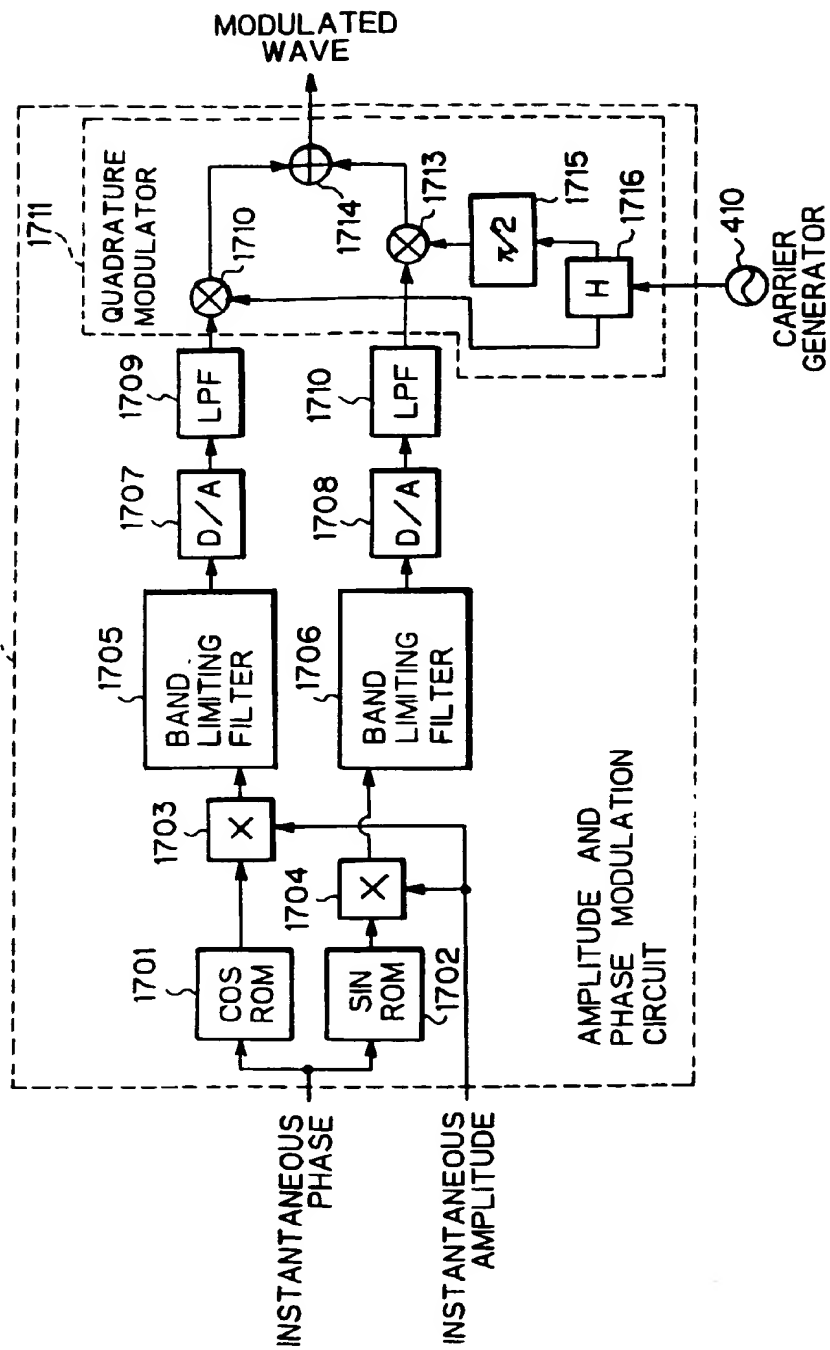 MODULATED
WAVE
1711
QUADRATURE
MODULATOR
1710
1714
1713
π/2
1715
H
1716
410
CARRIER
GENERATOR
1709
LPF
1710
LPF
1707
D/A
1708
D/A
1705
BAND
LIMITING
FILTER
1706
BAND
LIMITING
FILTER
1703
X
1704
X
1701
COS
ROM
SIN
ROM
1702
AMPLITUDE AND
PHASE MODULATION
CIRCUIT
INSTANTANEOUS
PHASE
INSTANTANEOUS
AMPLITUDE